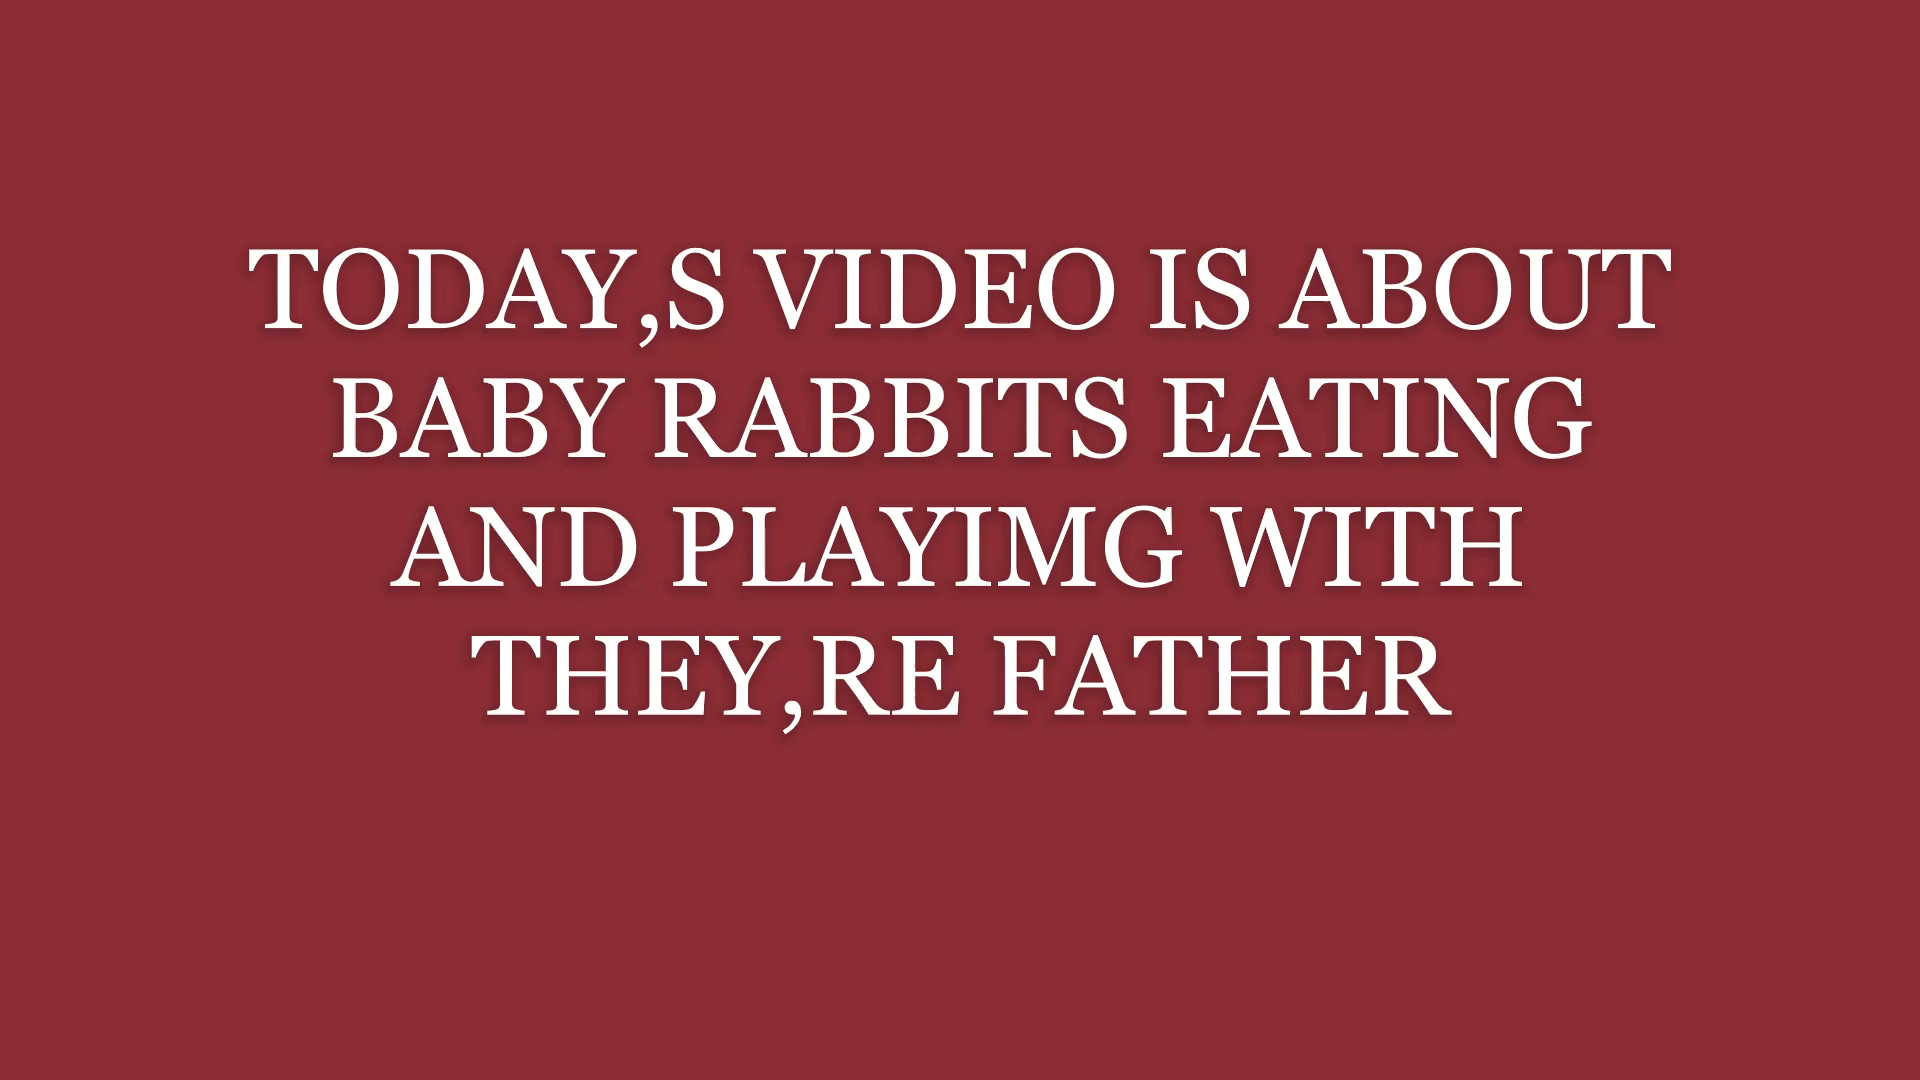 TODAY,S VIDEO IS ABOUT
BABY RABBITS EATING
AND PLAYIMG WITH
THEY,RE FATHER